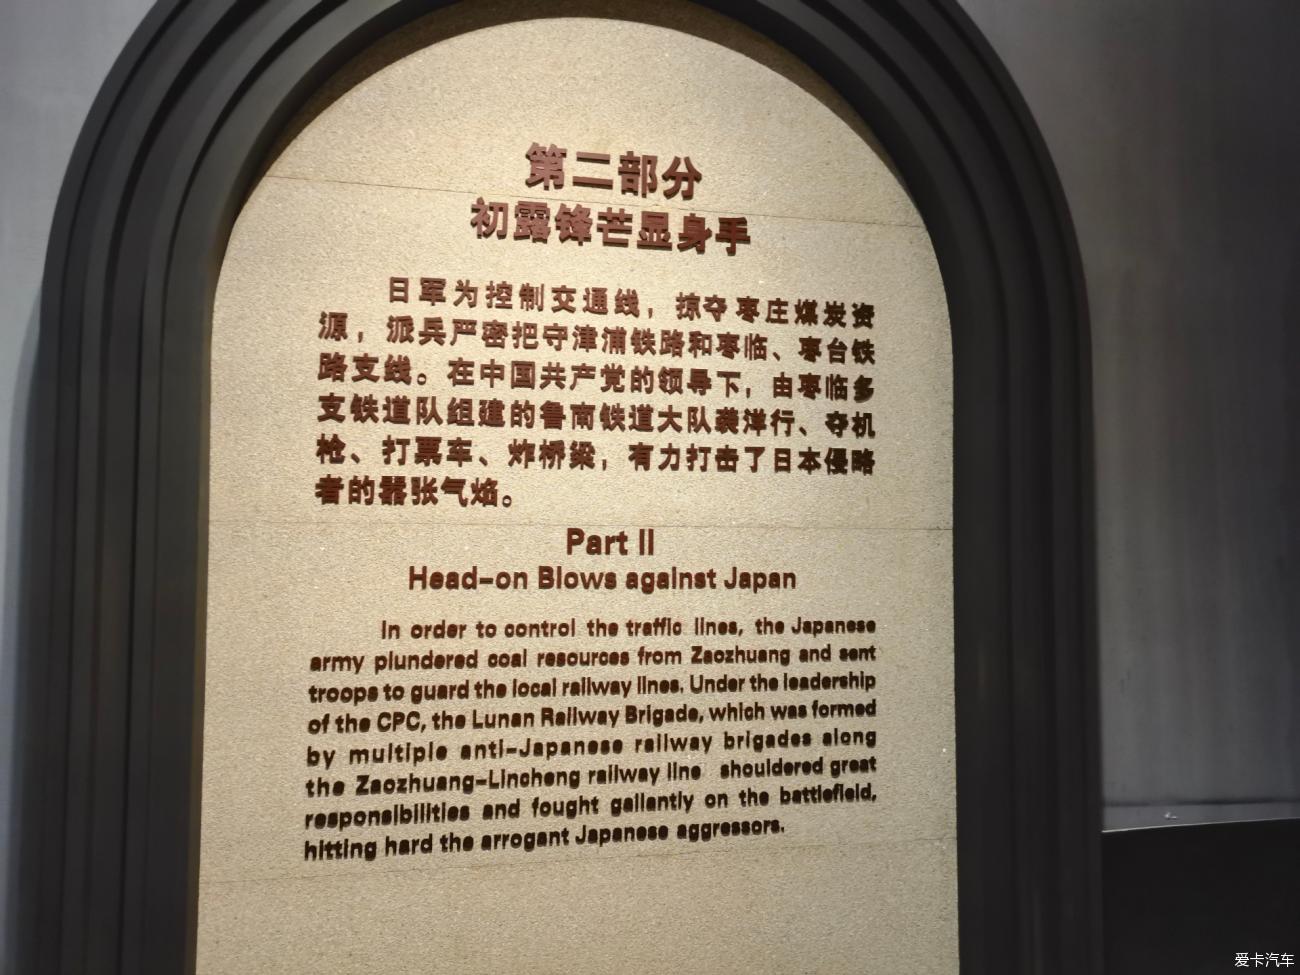 第二部分
初露锋芒显身手
日军为控制交通线，掠夺枣庄煤炭资
源，派兵严密把守津浦铁路和枣临、枣台铁
路支线。在中国共产党的领导下，由枣临多
支铁道队组建的鲁南铁道大队袭洋行、夺机
枪、打票车、炸桥梁，有力打击了日本侵略
者的嚣张气焰。
Part II
Head-on Blows against Japan
In order to control the traffic lines, the Japanese
army plundered coal resources from Zaozhuang and sent
troops to guard the local railway lines. Under the leadership
of the CPC, the Lunan Railway Brigade, which was formed
by multiple anti-Japanese railway brigades along
the Zaozhuang-Lincheng railway line shouldered great
responsibilities and fought gallantly on the battlefield,
hitting hard the arrogant Japanese aggressors.
爱卡汽车